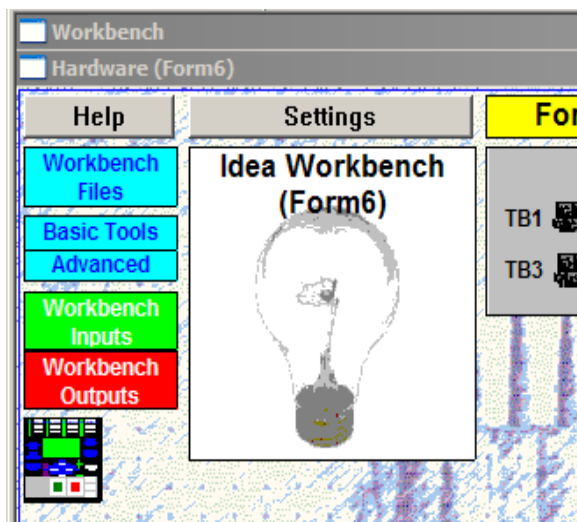 Workbench
Hardware (Form6)
Help
Settings
For
Workbench
Files
Basic Tools
Advanced
Workbench
Inputs
Workbench
Outputs
Idea Workbench
(Form6)
TB1
TB3